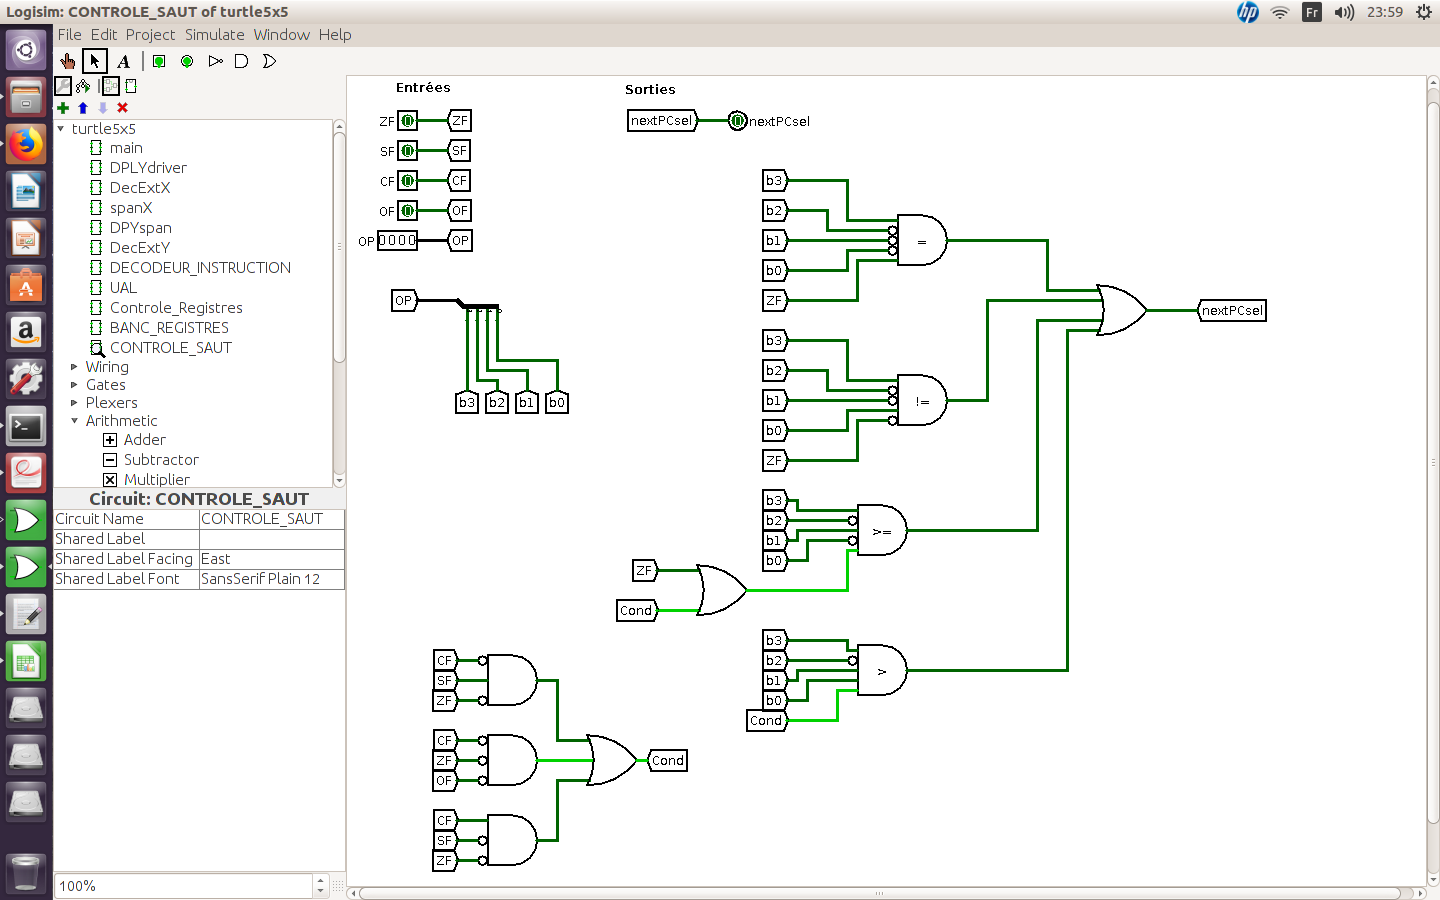 Logisim: CONTROLE_SAUT of turtle5x5
hp
Fr
23:59
File Edit Project Simulate Window Help
A
turtle5x5
main
DPLYdriver
DecExtX
spanX
DPYspan
DecExtY
DECODEUR_INSTRUCTION
UAL
Controle_Registres
BANC_REGISTRES
CONTROLE_SAUT
Wiring
Gates
Plexers
Arithmetic
Adder
Subtractor
Multiplier
Circuit: CONTROLE_SAUT
Circuit Name CONTROLE_SAUT
Shared Label
Shared Label Facing East
Shared Label Font SansSerif Plain 12
100%
Entrées
ZF ZF
SF SF
CF CF
OF OF
OP 0000 OP
OP
b3 b2 b1 b0
Sorties
nextPCsel nextPCsel
b3
b2
b1
b0
ZF
=
b3
b2
b1
b0
ZF
!=
b3
b2
b1
b0
>=
ZF
Cond
b3
b2
b1
b0
Cond
>
nextPCsel
CF
SF
ZF
CF
ZF
OF
CF
SF
ZF
Cond